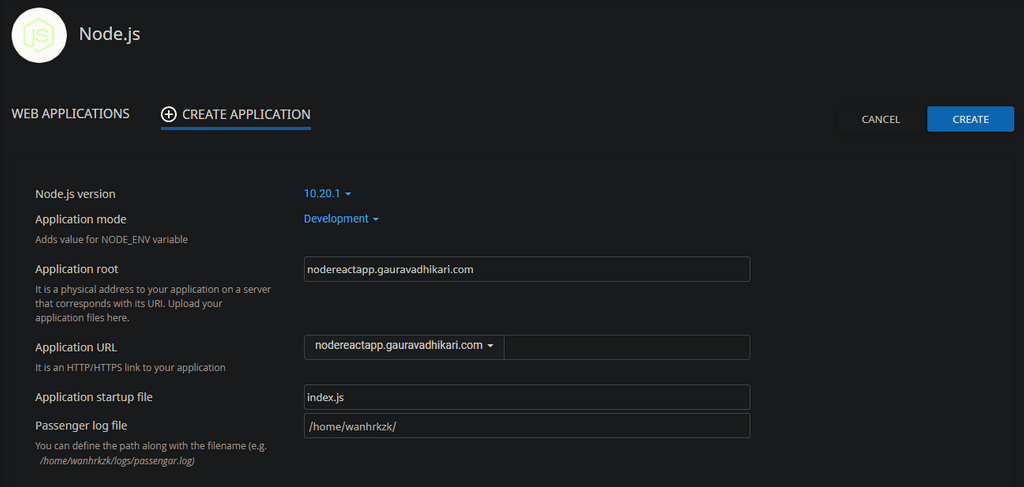 JS
Node.js
WEB APPLICATIONS
CREATE APPLICATION
CANCEL
CREATE
Node.js version
10.20.1
Application mode
Development
Adds value for NODE_ENV variable
Application root
nodereactapp.gauravadhikari.com
It is a physical address to your application on a server
that corresponds with its URI. Upload your
application files here.
Application URL
nodereactapp.gauravadhikari.com
It is an HTTP/HTTPS link to your application
Application startup file
index.js
Passenger log file
/home/wanhrkzk/
You can define the path along with the filename (e.g.
/home/wanhrkzk/logs/passengar.log)